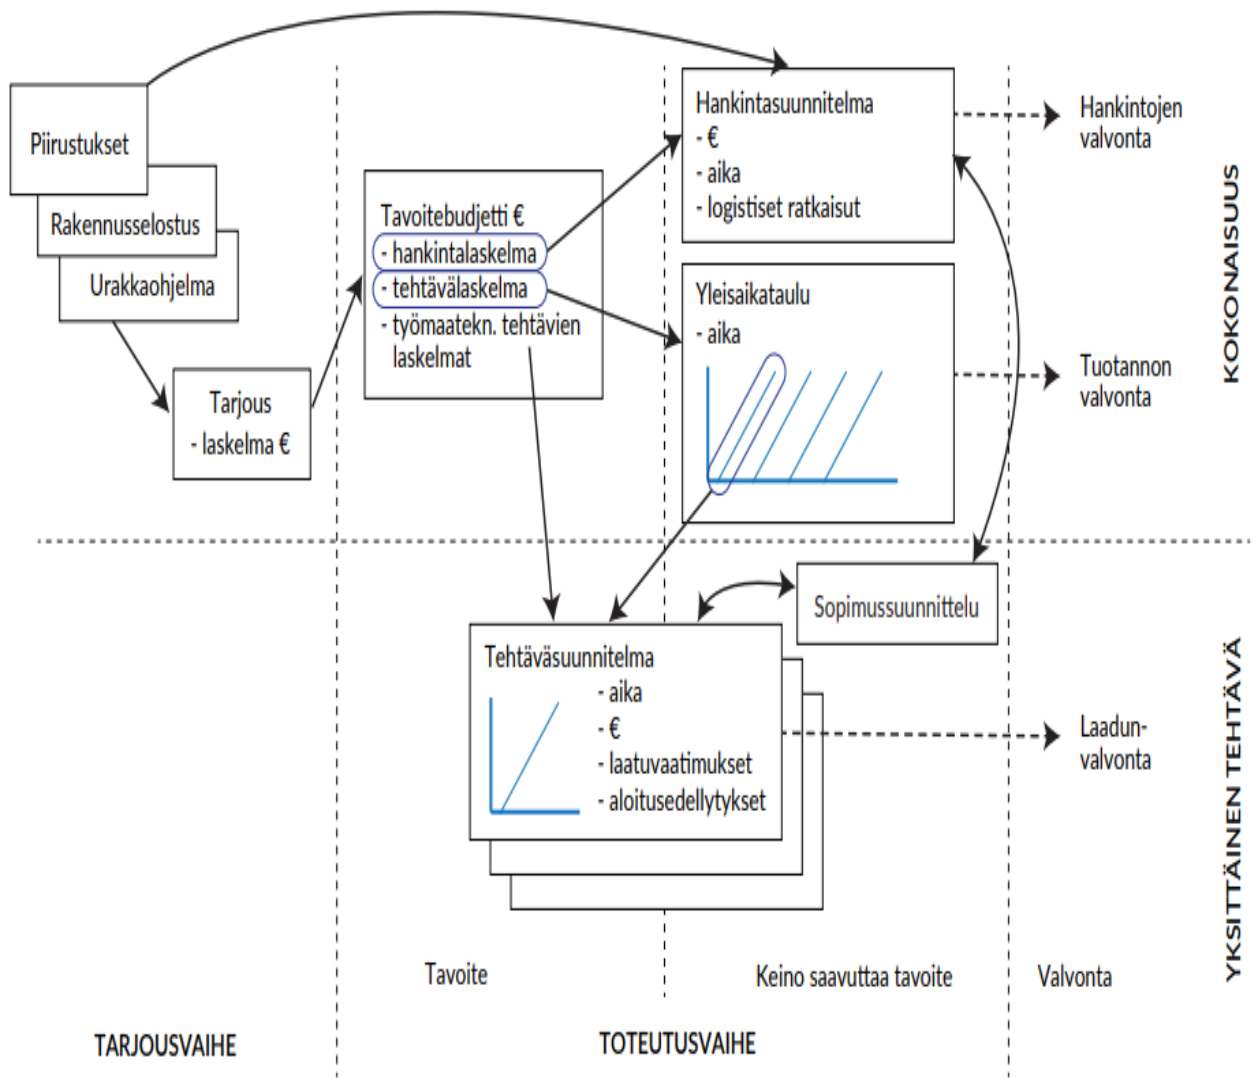 Piirustukset
Rakennusselostus
Urakkaohjelma
Tarjous
- laskelma €
Tavoitebudjetti €
- hankintalaskelma
- tehtävälaskelma
- työmaatekn. tehtävien
laskelmat
Hankintasuunnitelma
- €
- aika
- logistiset ratkaisut
Yleisaikataulu
- aika
Hankintojen
valvonta
Tuotannon
valvonta
KOKONAISUUS
Sopimussuunnittelu
Tehtäväsuunnitelma
- aika
- €
- laatuvaatimukset
- aloitusedellytykset
Laadun-
valvonta
YKSITTÄINEN TEHTÄVÄ
Tavoite
Keino saavuttaa tavoite
Valvonta
TARJOUSVAIHE
TOTEUTUSVAIHE